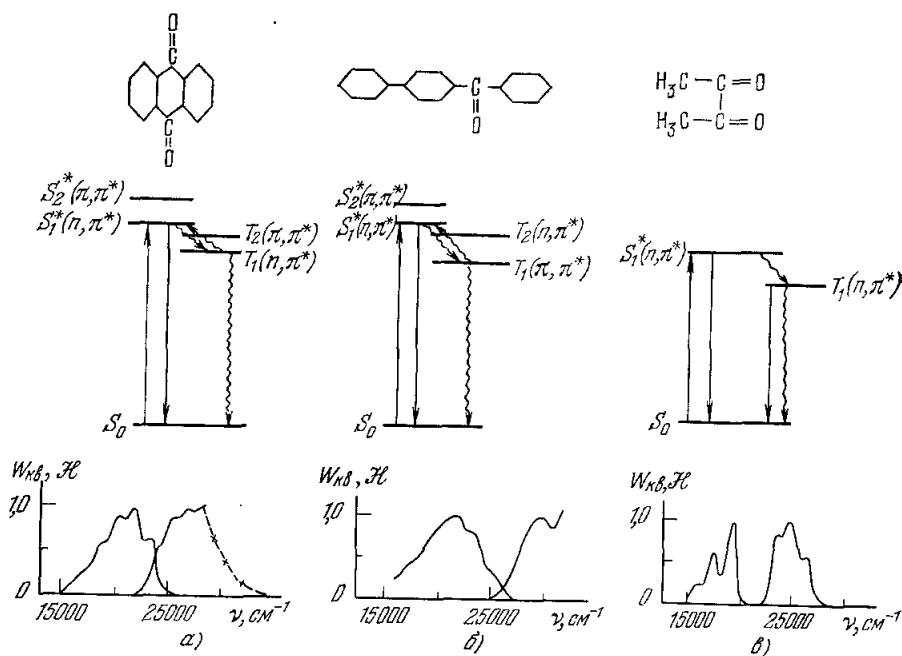 O
C
C
O
C
O
H₃C — C = O
H₃C — C = O
S₂*(π,π*)
S₁*(n,π*)
T₂(π,π*)
T₁(n,π*)
S₀
S₂*(π,π*)
S₁*(n,π*)
T₂(n,π*)
T₁(π,π*)
S₀
S₁*(n,π*)
T₁(n,π*)
S₀
Wкв, ℋ
1,0
0
15000 25000 ν, см⁻¹
а)
Wкв, ℋ
1,0
0
15000 25000 ν, см⁻¹
б)
Wкв, ℋ
1,0
0
15000 25000 ν, см⁻¹
в)